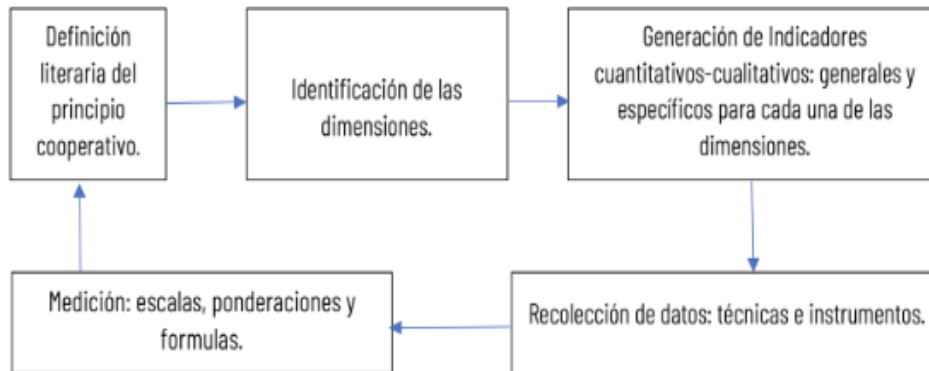 Definición
literaria del
principio
cooperativo.
Identificación de las
dimensiones.
Generación de Indicadores
cuantitativos-cualitativos: generales y
específicos para cada una de las
dimensiones.
Medición: escalas, ponderaciones y
formulas.
Recolección de datos: técnicas e instrumentos.